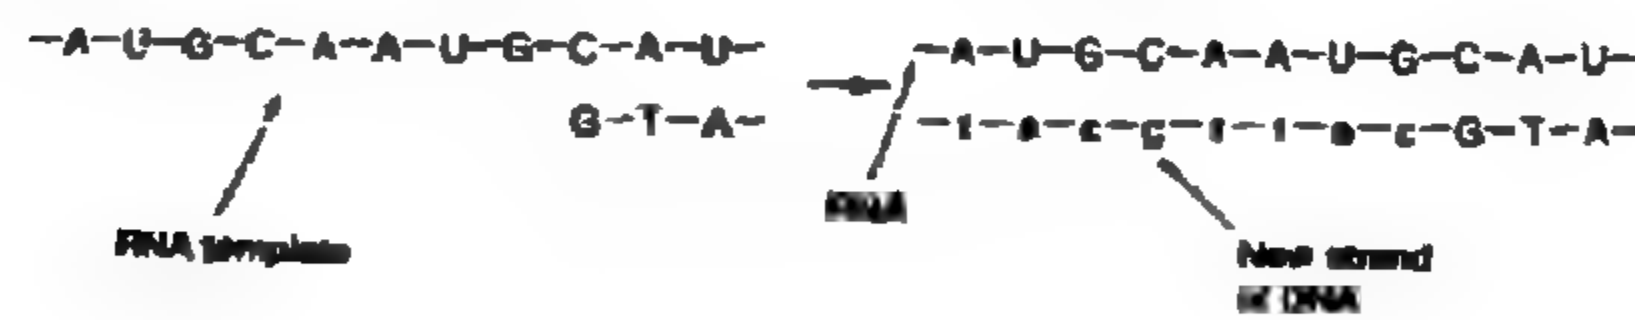 -A-U-G-C-A-A-U-G-C-A-U-
G-T-A-
RNA template
-A-U-G-C-A-A-U-G-C-A-U-
G-T-A-
RNA
New strand
of DNA